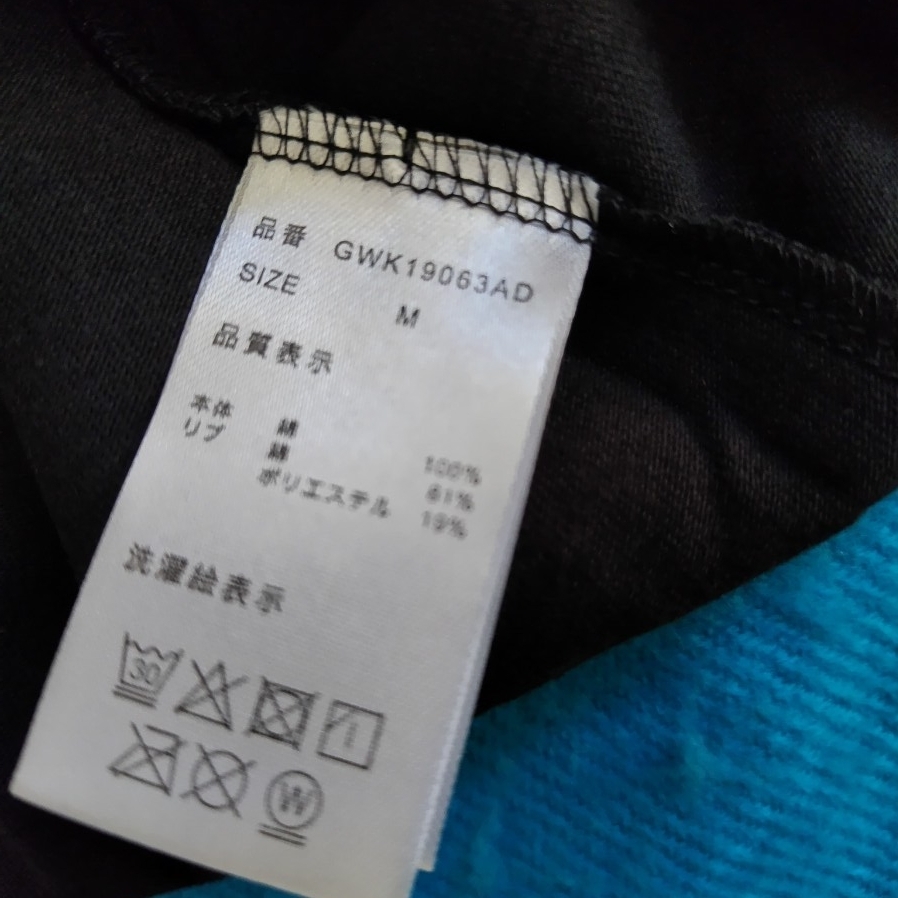 品番 GWK19063AD
SIZE M
品質表示
本体 綿 100%
リブ 綿 81%
ポリエステル 19%
洗濯絵表示
30
W